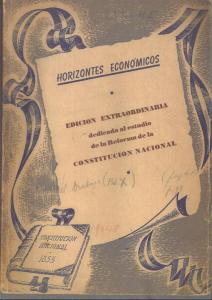 HORIZONTES ECONÓMICOS
EDICION EXTRAORDINARIA
dedicada al estudio
de la Reforma de la
CONSTITUCION NACIONAL
CONSTITUCION
NACIONAL
1853